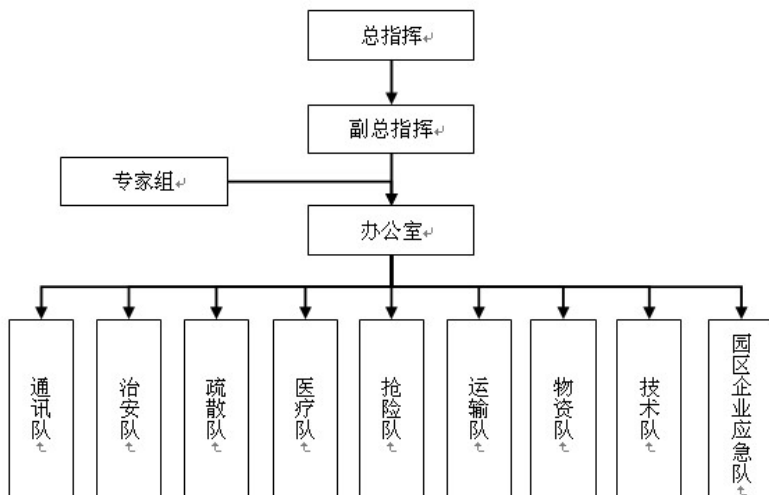 总指挥
副总指挥
专家组
办公室
通讯队
治安队
疏散队
医疗队
抢险队
运输队
物资队
技术队
园区企业应急队